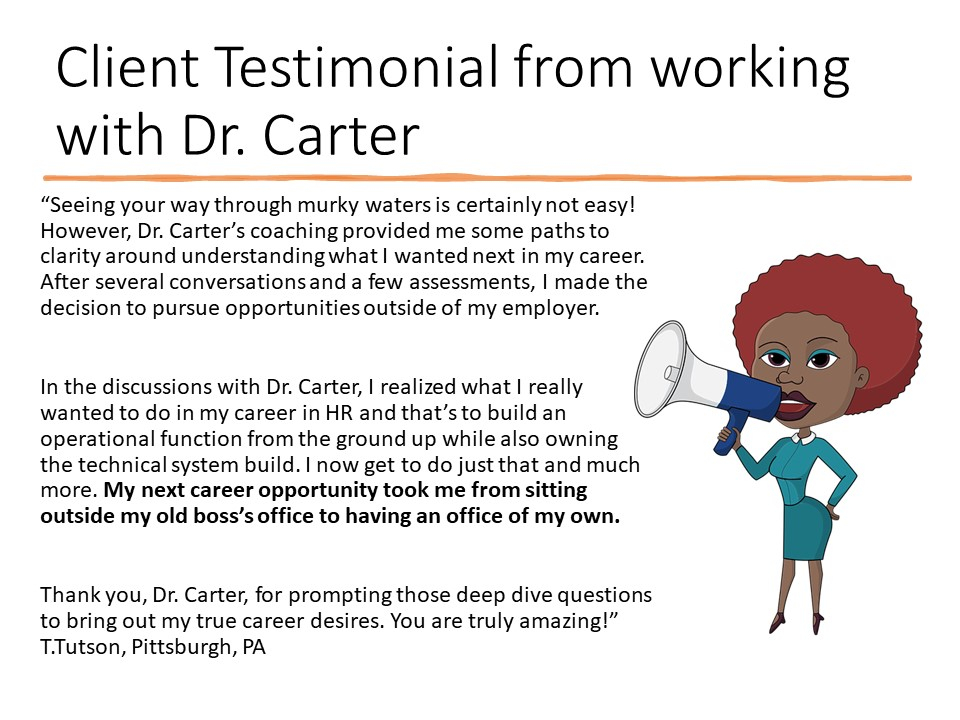 Client Testimonial from working
with Dr. Carter
“Seeing your way through murky waters is certainly not easy!
However, Dr. Carter’s coaching provided me some paths to
clarity around understanding what I wanted next in my career.
After several conversations and a few assessments, I made the
decision to pursue opportunities outside of my employer.
In the discussions with Dr. Carter, I realized what I really
wanted to do in my career in HR and that’s to build an
operational function from the ground up while also owning
the technical system build. I now get to do just that and much
more. My next career opportunity took me from sitting
outside my old boss’s office to having an office of my own.
Thank you, Dr. Carter, for prompting those deep dive questions
to bring out my true career desires. You are truly amazing!”
T.Tutson, Pittsburgh, PA